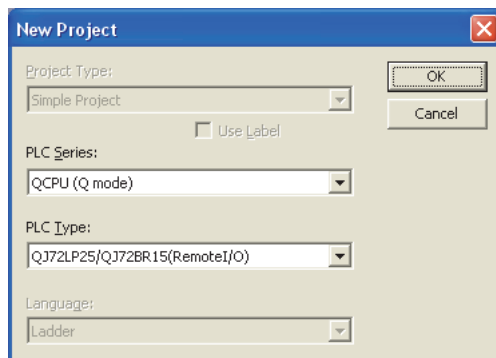 New Project
Project Type:
Simple Project
Use Label
PLC Series:
QCPU (Q mode)
PLC Type:
QJ72LP25/QJ72BR15(RemoteI/O)
Language:
Ladder
OK
Cancel